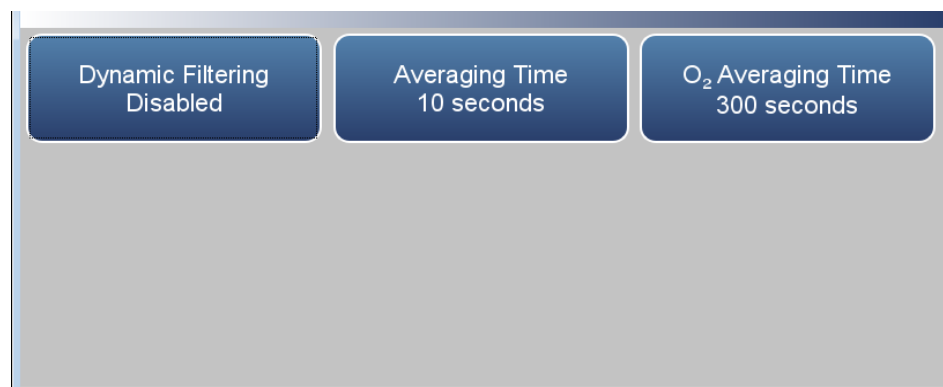 Dynamic Filtering
Disabled
Averaging Time
10 seconds
O₂ Averaging Time
300 seconds